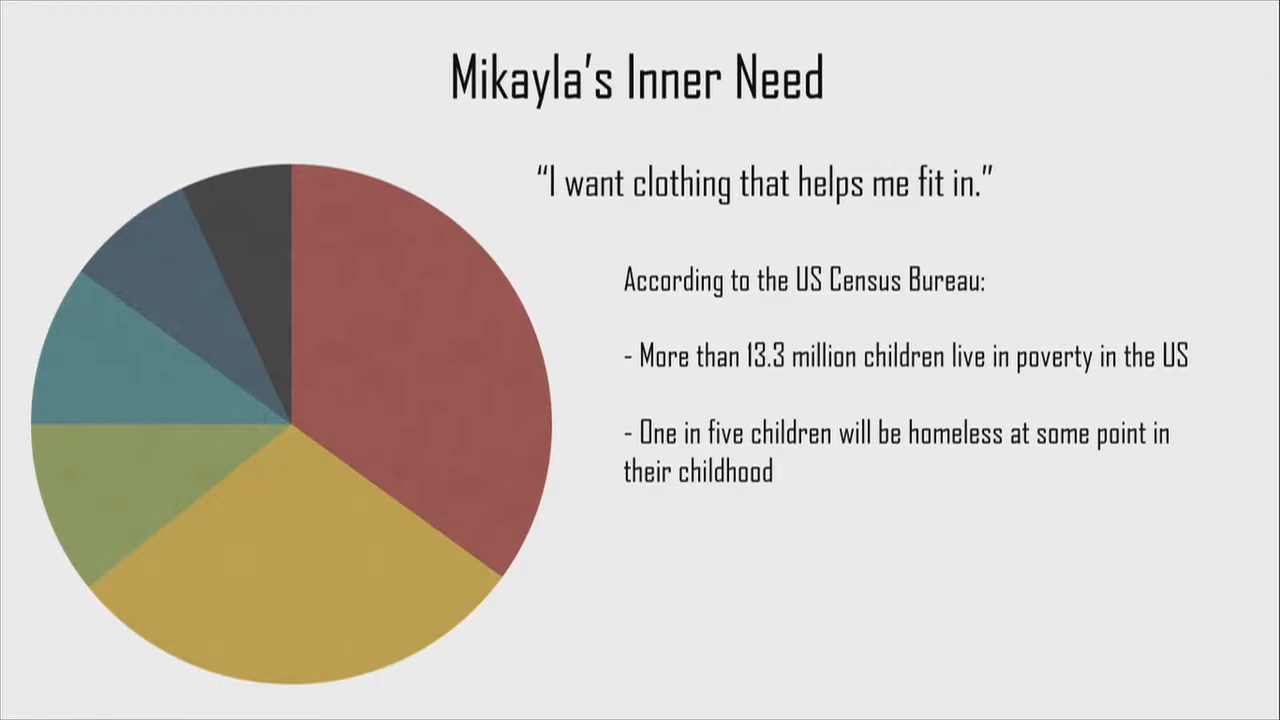 Mikayla's Inner Need
“I want clothing that helps me fit in.”
According to the US Census Bureau:
- More than 13.3 million children live in poverty in the US
- One in five children will be homeless at some point in
their childhood